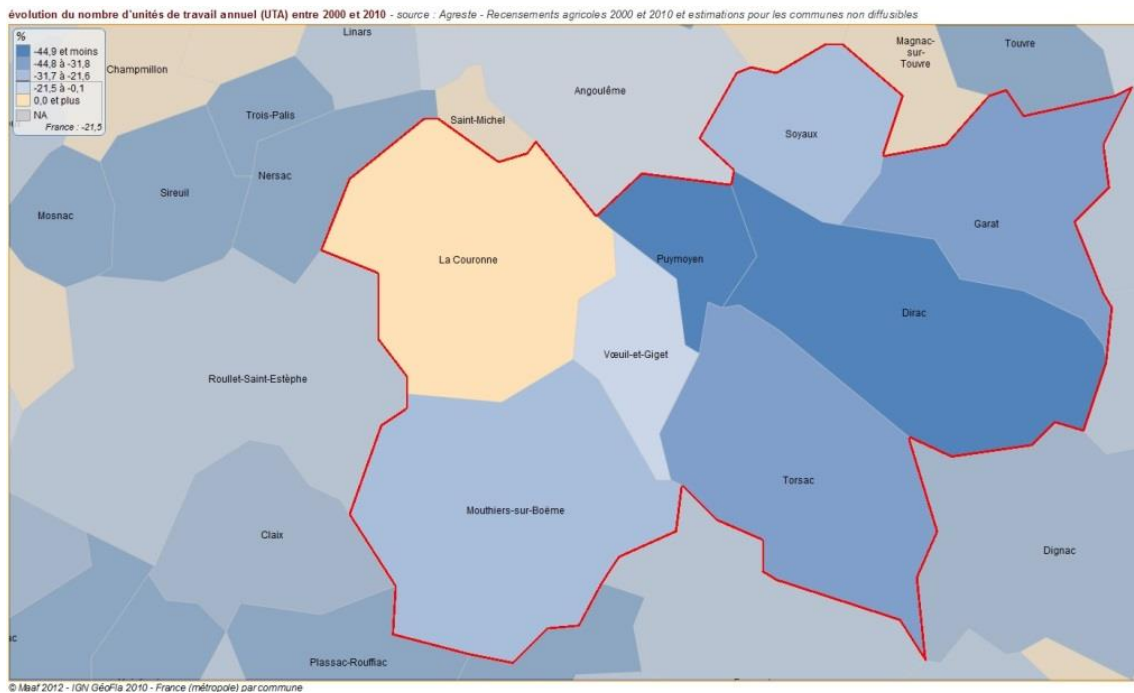 évolution du nombre d'unités de travail annuel (UTA) entre 2000 et 2010 - source : Agreste - Recensements agricoles 2000 et 2010 et estimations pour les communes non diffusibles
%
-44,9 et moins
-44,8 à -31,8
-31,7 à -21,6
-21,5 à -0,1
0,0 et plus
NA
France : -21,5
Linars
Champmillon
Magnac-
sur-
Touvre
Touvre
Angoulême
Trois-Palis
Saint-Michel
Soyaux
Nersac
Sireuil
Mosnac
Garat
La Couronne
Puymoyen
Dirac
Vœuil-et-Giget
Roullet-Saint-Estèphe
Torsac
Mouthiers-sur-Boëme
Claix
Dignac
Plassac-Rouffiac
© Maaf 2012 - IGN GéoFla 2010 - France (métropole) par commune